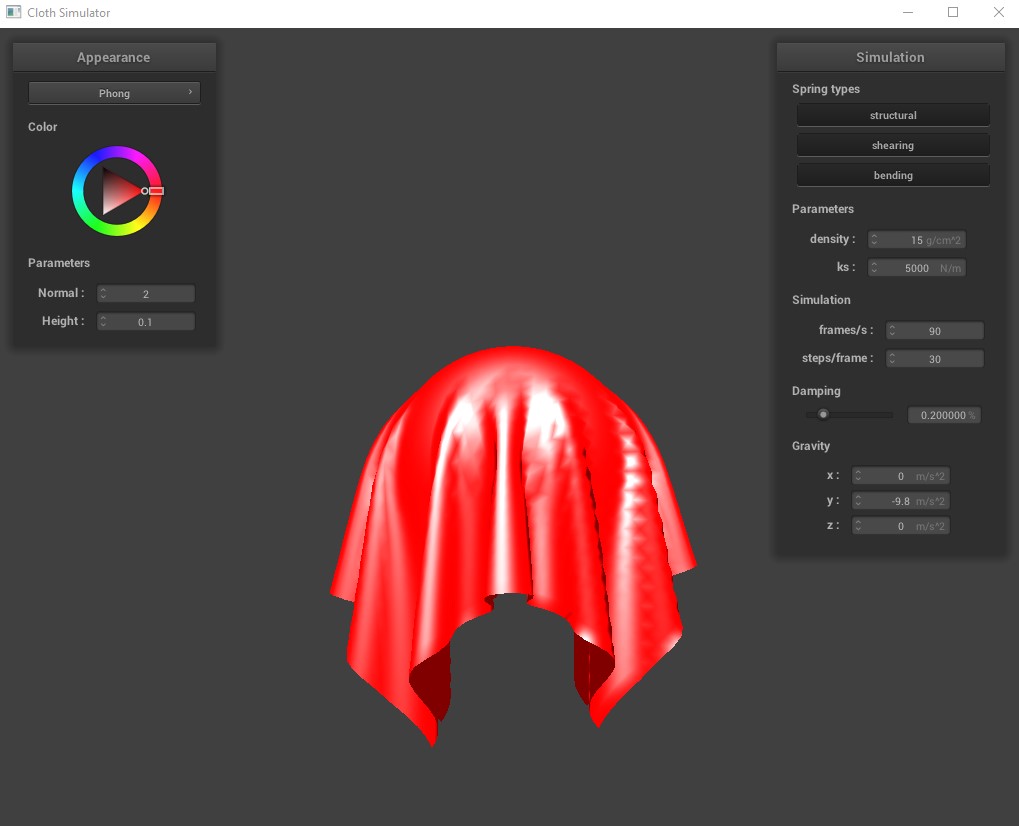 Cloth Simulator
Appearance
Phong
Color
Parameters
Normal : 2
Height : 0.1
Simulation
Spring types
structural
shearing
bending
Parameters
density : 15 g/cm^2
ks : 5000 N/m
Simulation
frames/s : 90
steps/frame : 30
Damping
0.200000 %
Gravity
x : 0 m/s^2
y : -9.8 m/s^2
z : 0 m/s^2